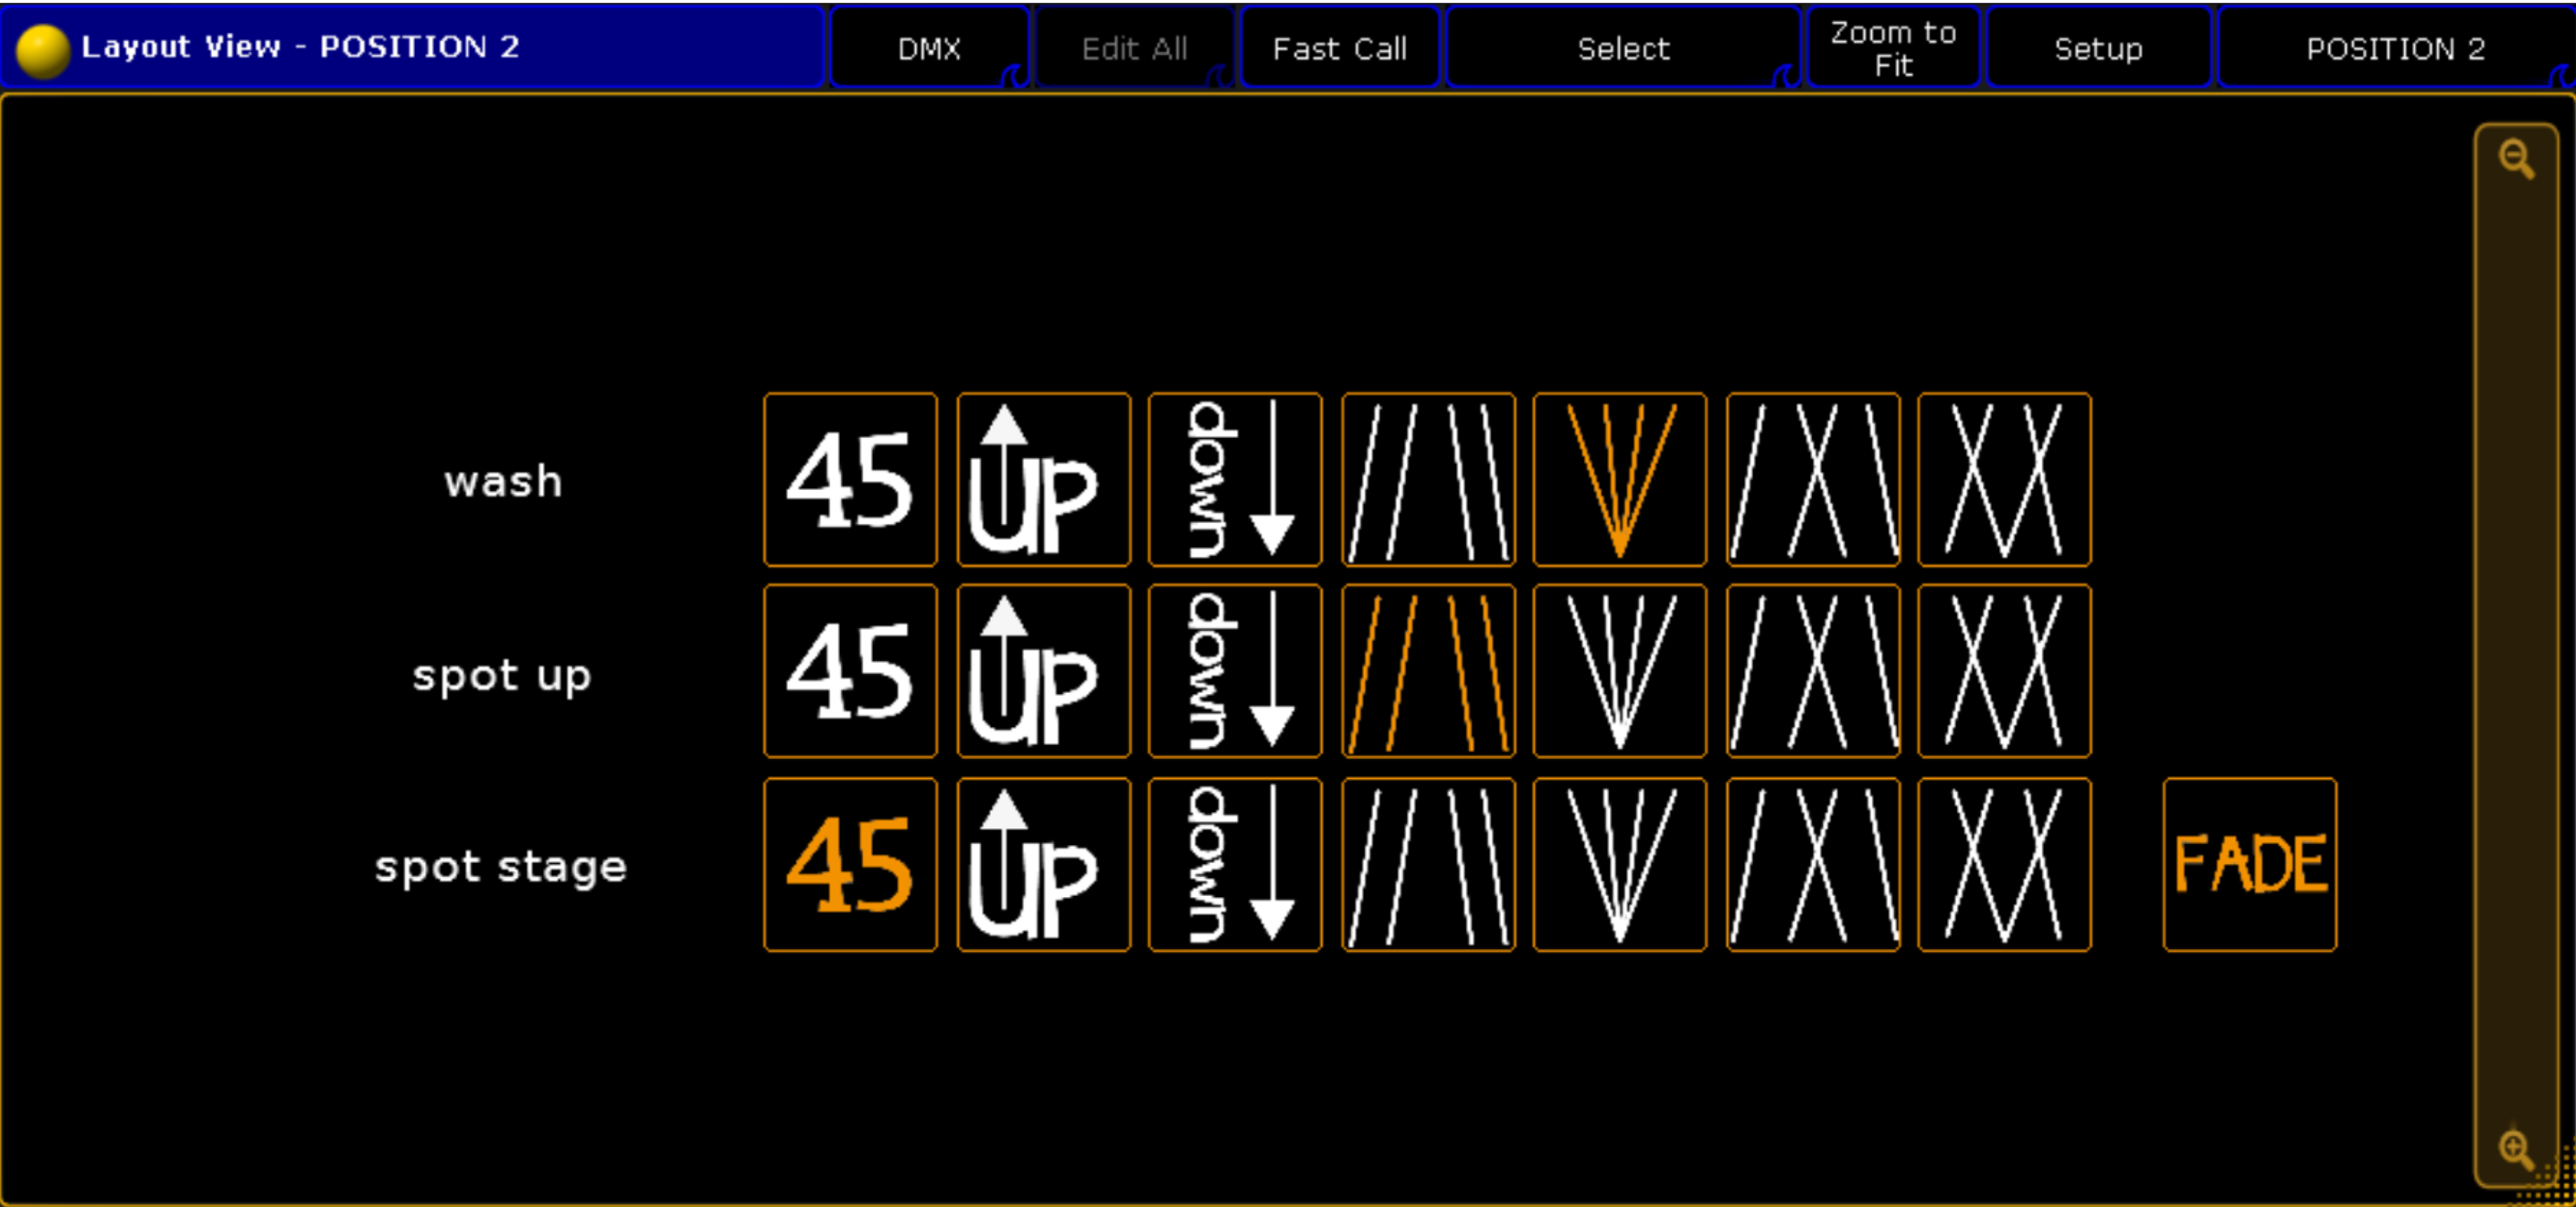 Layout View - POSITION 2 DMX Edit All Fast Call Select Zoom to Fit Setup POSITION 2
wash 45 UP down
spot up 45 UP down
spot stage 45 UP down FADE